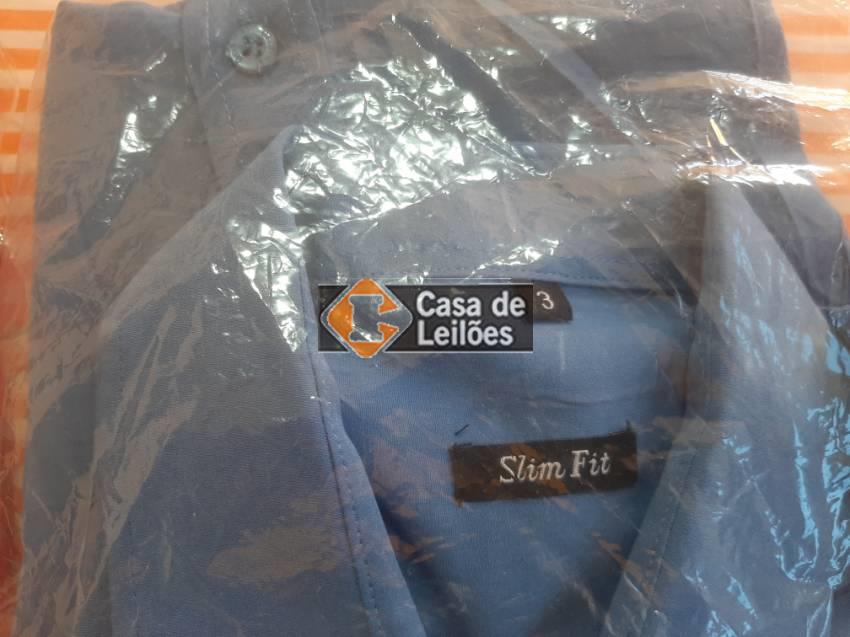 Casa de
Leilões
3
Slim Fit